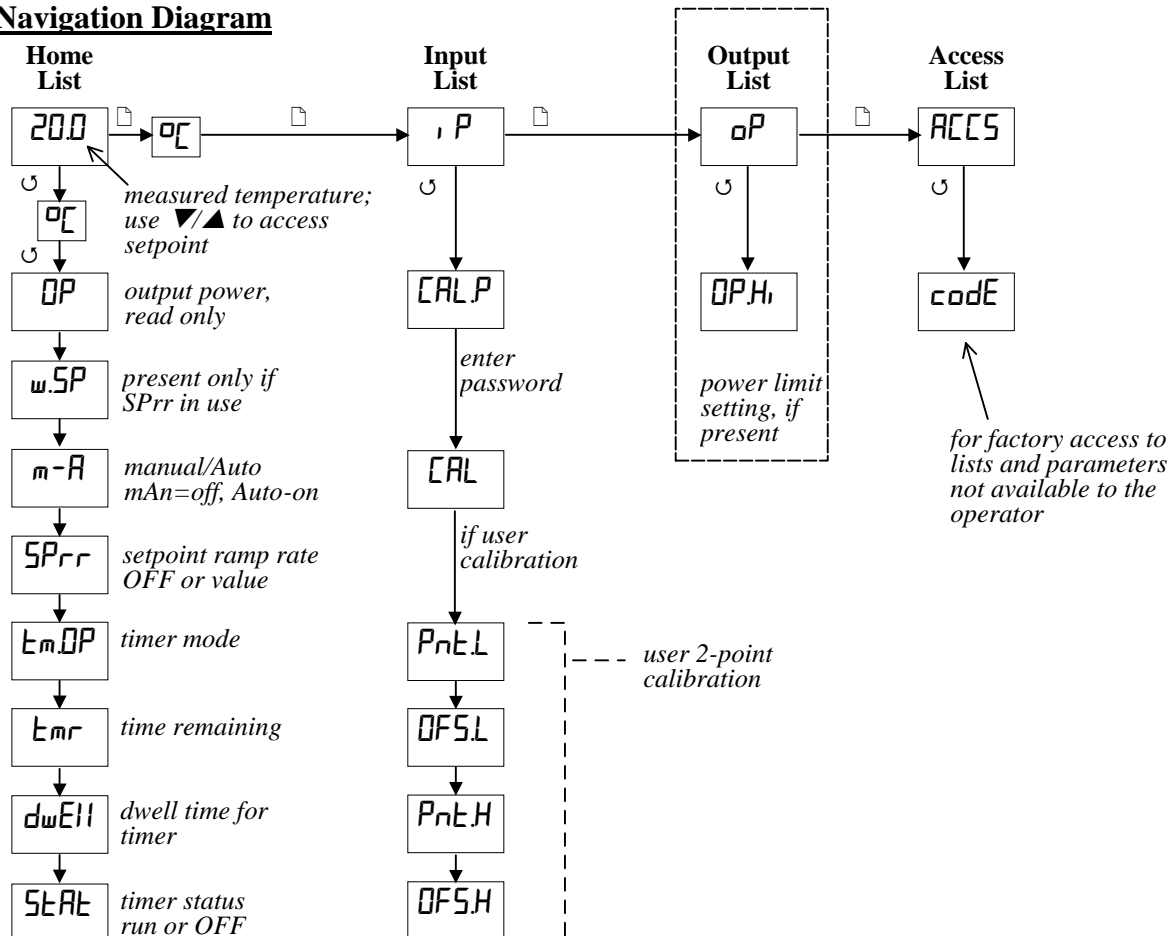 Navigation Diagram
Home
List
Input
List
Output
List
Access
List
20.0
°C
iP
oP
ACCS
measured temperature;
use ▼/▲ to access
setpoint
°C
OP
output power,
read only
CAL.P
OP.Hi
codE
enter
password
w.SP
present only if
SPrr in use
power limit
setting, if
present
for factory access to
lists and parameters
not available to the
operator
m-A
manual/Auto
mAn=off, Auto-on
CAL
if user
calibration
SPrr
setpoint ramp rate
OFF or value
tm.OP
timer mode
Pnt.L
user 2-point
calibration
tmr
time remaining
OFS.L
dwEll
dwell time for
timer
Pnt.H
StAt
timer status
run or OFF
OFS.H